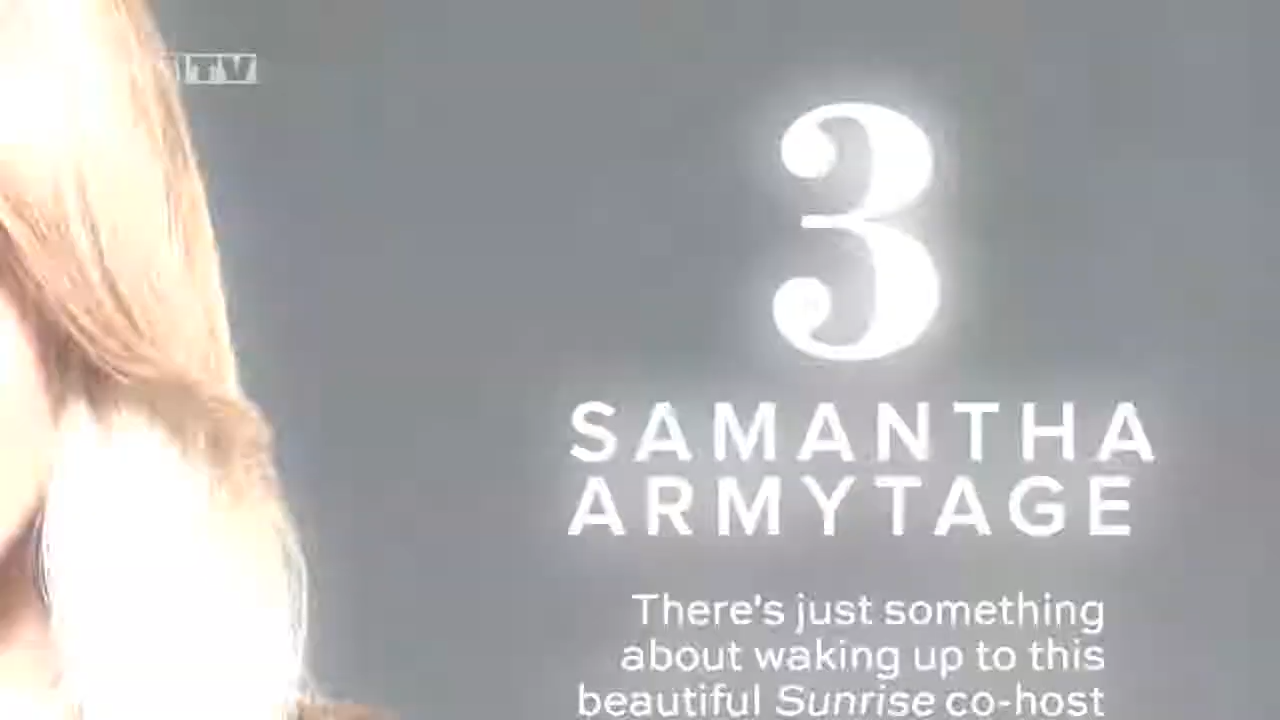 TV
3
SAMANTHA
ARMYTAGE
There's just something
about waking up to this
beautiful Sunrise co-host